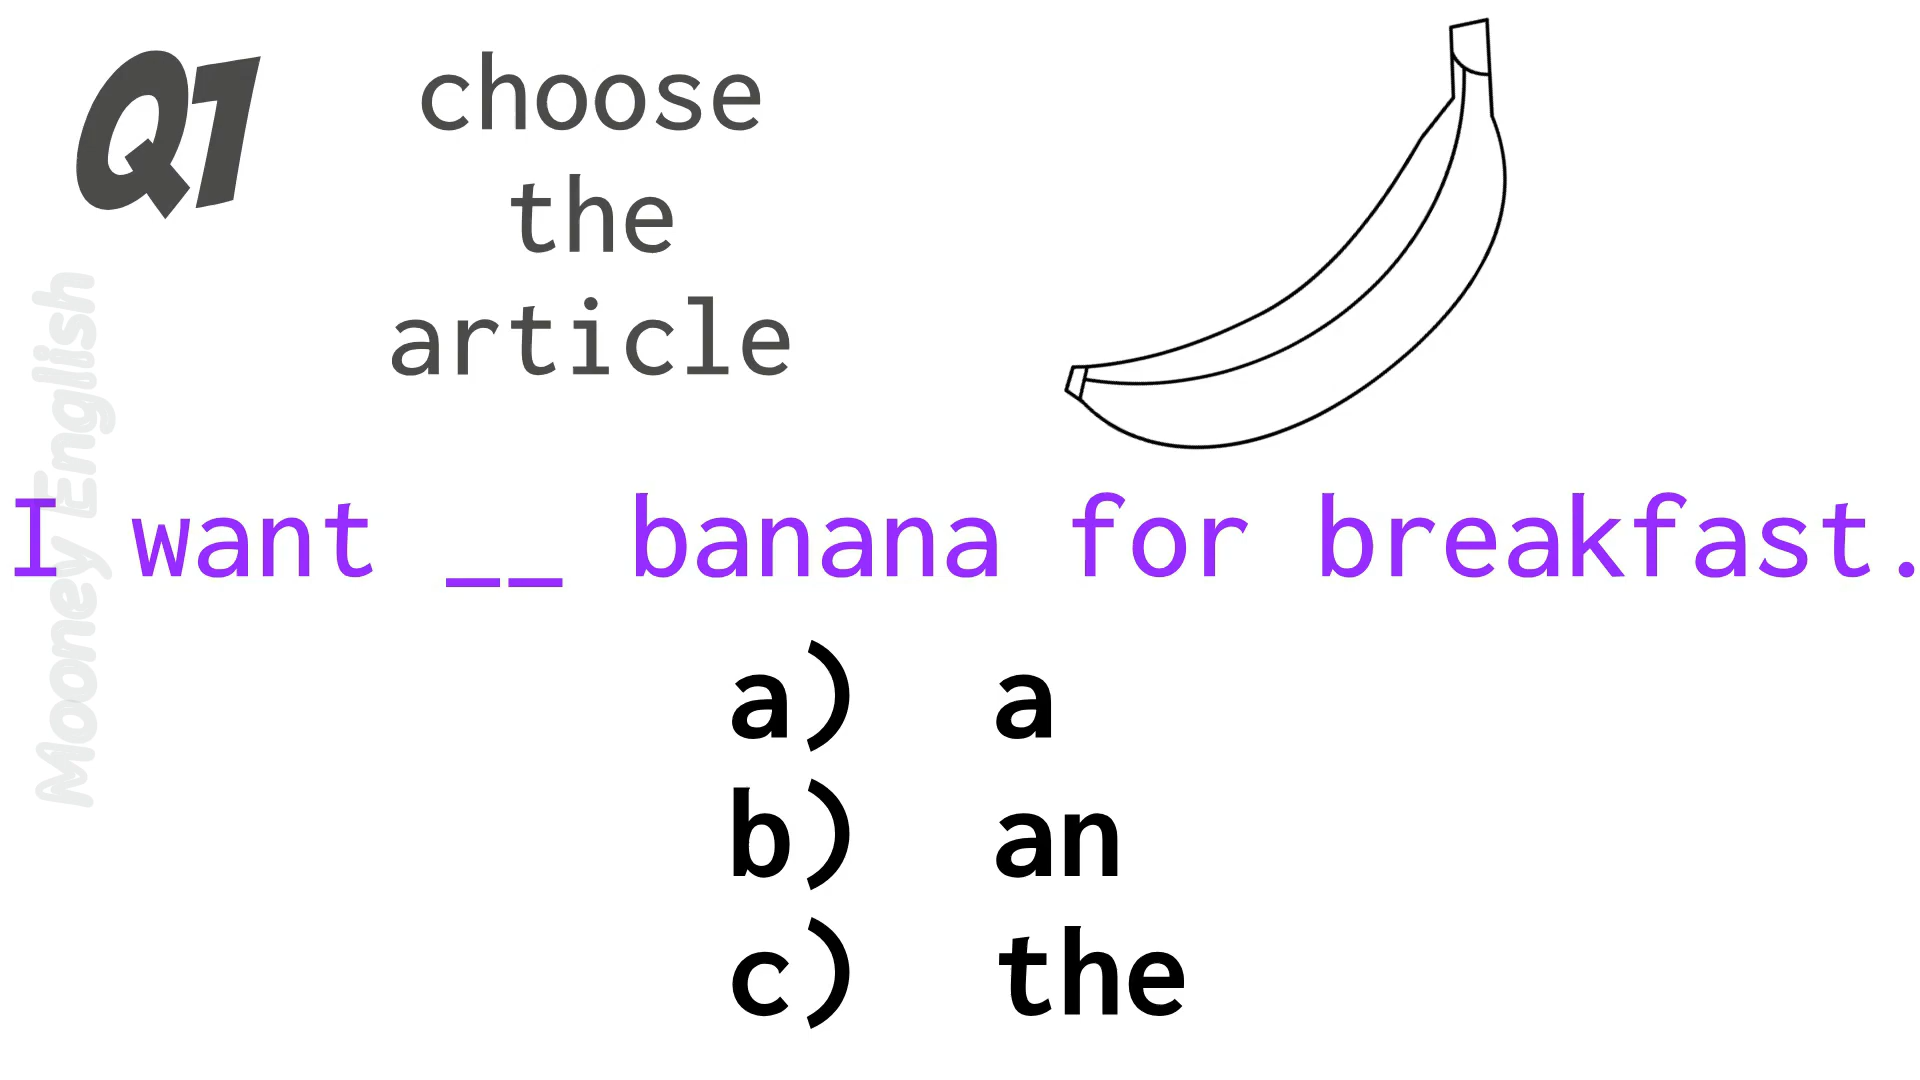 Q1
choose
the
article
I want __ banana for breakfast.
a) a
b) an
c) the
Mooney English